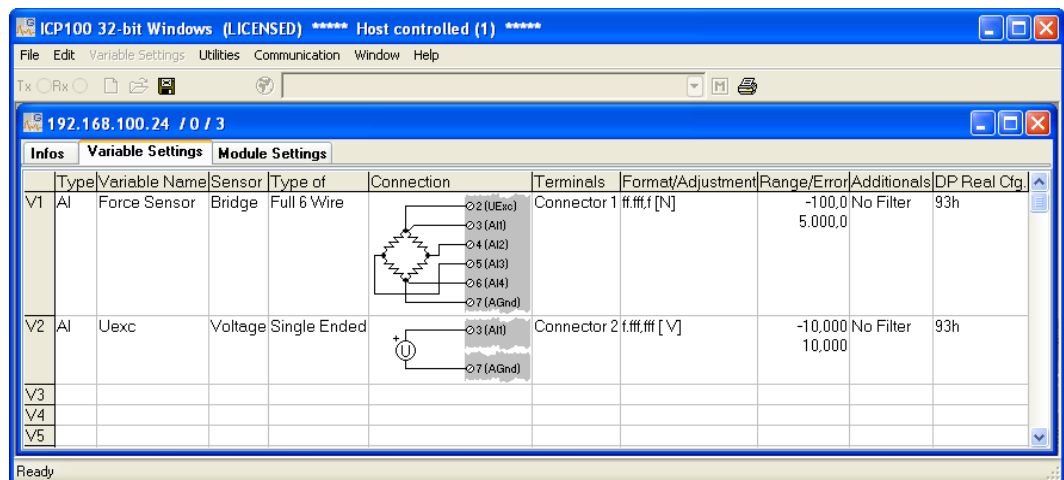 ICP100 32-bit Windows (LICENSED) ***** Host controlled (1) *****
File Edit Variable Settings Utilities Communication Window Help
Tx Rx M
192.168.100.24 / 0 / 3
Infos Variable Settings Module Settings
Type Variable Name Sensor Type of Connection Terminals Format/Adjustment Range/Error Additionals DP Real Cfg.
V1 AI Force Sensor Bridge Full 6 Wire 2 (UExc) Connector 1 ff.fff,f [N] -100,0 No Filter 93h
3 (AI1) 5.000,0
4 (AI2)
5 (AI3)
6 (AI4)
7 (AGnd)
V2 AI Uexc Voltage Single Ended + U 3 (AI1) Connector 2 f.fff,fff [ V] -10,000 No Filter 93h
10,000
7 (AGnd)
V3
V4
V5
Ready